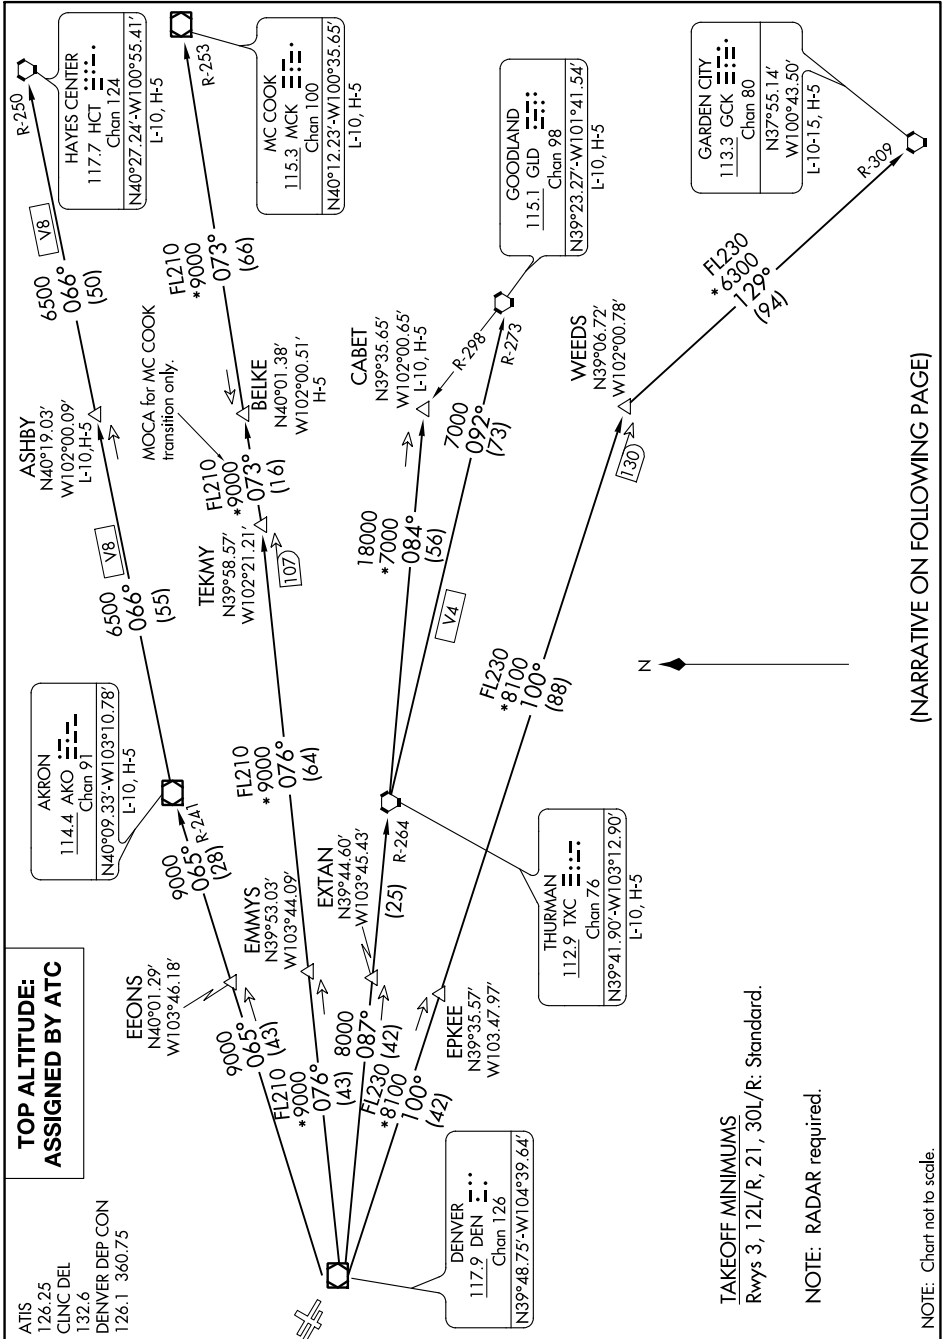 ATIS
126.25
CLNC DEL
132.6
DENVER DEP CON
126.1 360.75
TOP ALTITUDE:
ASSIGNED BY ATC
AKRON
114.4 AKO
Chan 91
N40°09.33'-W103°10.78'
L-10, H-5
HAYES CENTER
117.7 HCT
Chan 124
N40°27.24'-W100°55.41'
L-10, H-5
R-250
MC COOK
115.3 MCK
Chan 100
N40°12.23'-W100°35.65'
L-10, H-5
R-253
GOODLAND
115.1 GLD
Chan 98
N39°23.27'-W101°41.54'
L-10, H-5
GARDEN CITY
113.3 GCK
Chan 80
N37°55.14'
W100°43.50'
L-10-15, H-5
R-309
EEONS
N40°01.29'
W103°46.18'
9000
065°
(43)
9000
065°
(28)
R-241
6500
066°
(55)
V8
ASHBY
N40°19.03'
W102°00.09'
L-10,H-5
6500
066°
(50)
V8
FL210
*9000
076°
(43)
EMMYS
N39°53.03'
W103°44.09'
FL210
*9000
076°
(64)
TEKMY
N39°58.57'
W102°21.21'
107
FL210
*9000
073°
(16)
MOCA for MC COOK
transition only.
BELKE
N40°01.38'
W102°00.51'
H-5
FL210
*9000
073°
(66)
8000
087°
(42)
EXTAN
N39°44.60'
W103°45.43'
(25)
R-264
18000
*7000
084°
(56)
CABET
N39°35.65'
W102°00.65'
L-10, H-5
R-298
R-273
7000
092°
(73)
V4
THURMAN
112.9 TXC
Chan 76
N39°41.90'-W103°12.90'
L-10, H-5
FL230
*8100
100°
(42)
EPKEE
N39°35.57'
W103.47.97'
FL230
*8100
100°
(88)
130
WEEDS
N39°06.72'
W102°00.78'
FL230
*6300
129°
(94)
DENVER
117.9 DEN
Chan 126
N39°48.75'-W104°39.64'
N
TAKEOFF MINIMUMS
Rwys 3, 12L/R, 21, 30L/R: Standard.
NOTE: RADAR required.
(NARRATIVE ON FOLLOWING PAGE)
NOTE: Chart not to scale.